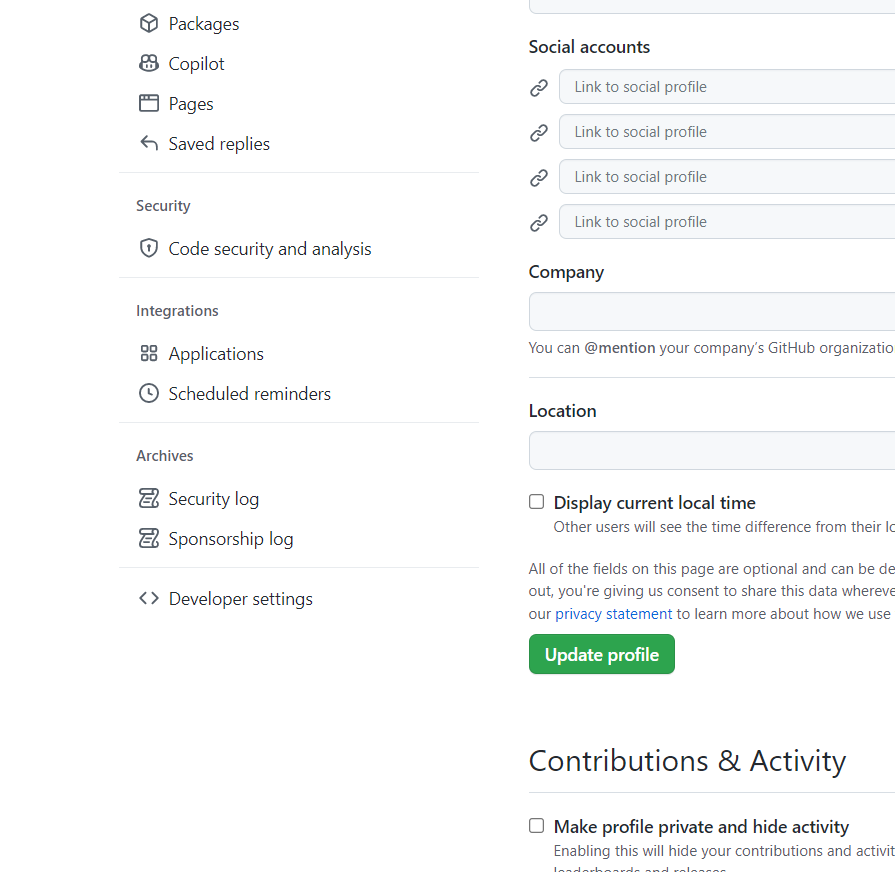 Packages
Copilot
Pages
Saved replies
Security
Code security and analysis
Integrations
Applications
Scheduled reminders
Archives
Security log
Sponsorship log
Developer settings
Social accounts
Link to social profile
Link to social profile
Link to social profile
Link to social profile
Company
You can @mention your company's GitHub organizatio
Location
Display current local time
Other users will see the time difference from their lo
All of the fields on this page are optional and can be de
out, you're giving us consent to share this data whereve
our privacy statement to learn more about how we use
Update profile
Contributions & Activity
Make profile private and hide activity
Enabling this will hide your contributions and activit
leaderboards and releases.